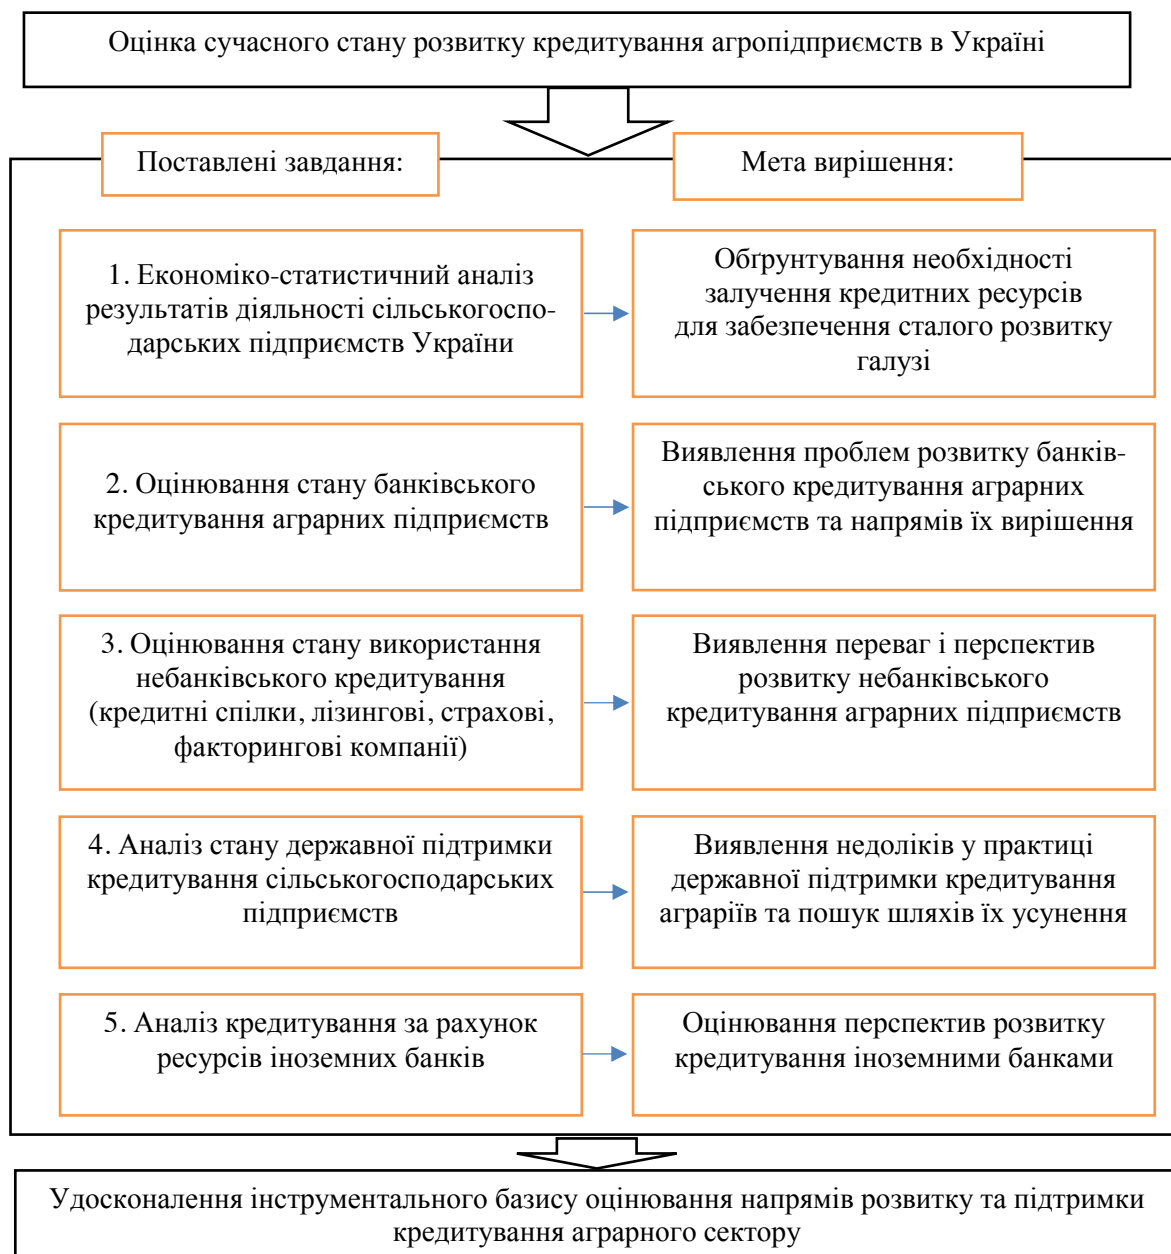 Оцінка сучасного стану розвитку кредитування агропідприємств в Україні
Поставлені завдання:
Мета вирішення:
1. Економіко-статистичний аналіз
результатів діяльності сільськогоспо-
дарських підприємств України
Обґрунтування необхідності
залучення кредитних ресурсів
для забезпечення сталого розвитку
галузі
2. Оцінювання стану банківського
кредитування аграрних підприємств
Виявлення проблем розвитку банків-
ського кредитування аграрних
підприємств та напрямів їх вирішення
3. Оцінювання стану використання
небанківського кредитування
(кредитні спілки, лізингові, страхові,
факторингові компанії)
Виявлення переваг і перспектив
розвитку небанківського
кредитування аграрних підприємств
4. Аналіз стану державної підтримки
кредитування сільськогосподарських
підприємств
Виявлення недоліків у практиці
державної підтримки кредитування
аграріїв та пошук шляхів їх усунення
5. Аналіз кредитування за рахунок
ресурсів іноземних банків
Оцінювання перспектив розвитку
кредитування іноземними банками
Удосконалення інструментального базису оцінювання напрямів розвитку та підтримки
кредитування аграрного сектору